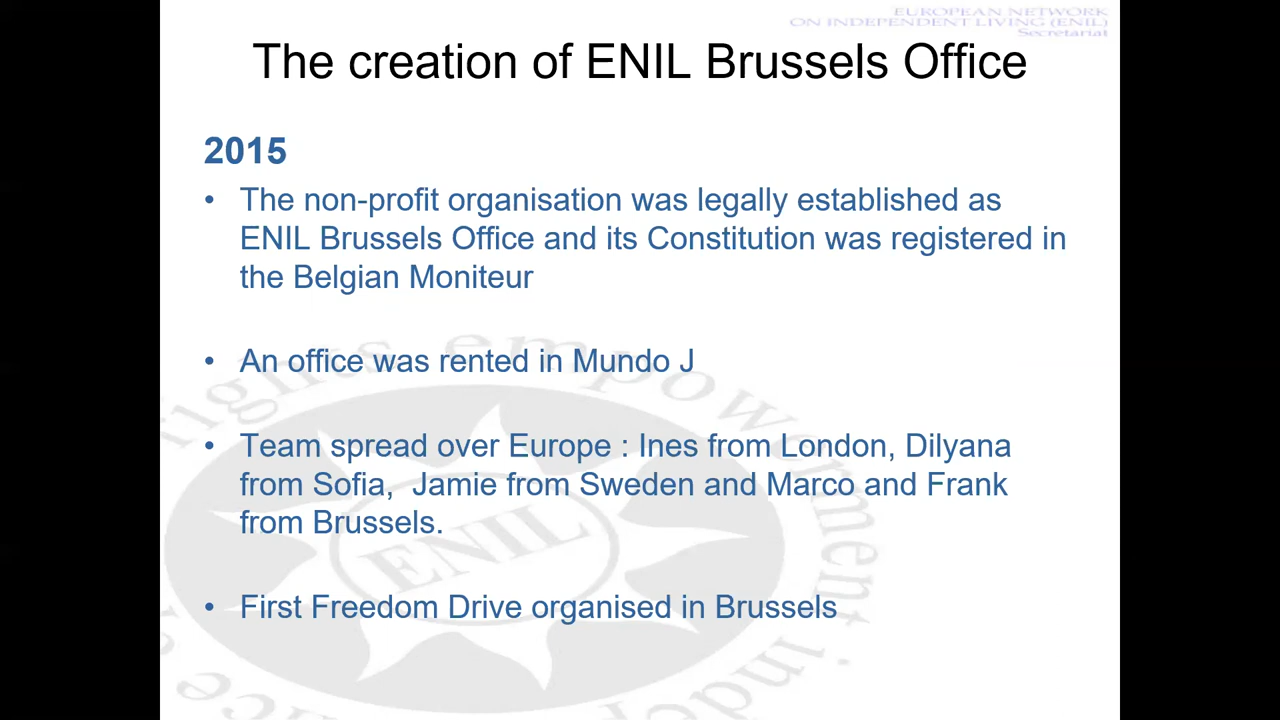 EUROPEAN NETWORK
ON INDEPENDENT LIVING (ENIL)
Secretariat
The creation of ENIL Brussels Office
2015
• The non-profit organisation was legally established as
ENIL Brussels Office and its Constitution was registered in
the Belgian Moniteur
• An office was rented in Mundo J
• Team spread over Europe : Ines from London, Dilyana
from Sofia,  Jamie from Sweden and Marco and Frank
from Brussels.
• First Freedom Drive organised in Brussels
rights empowerment
ENIL